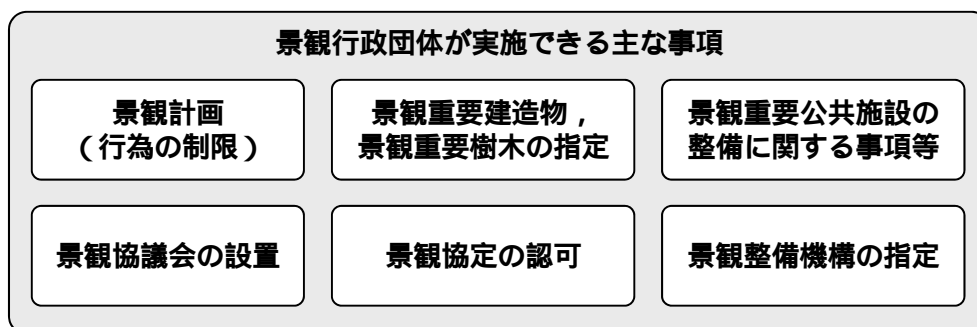 景観行政団体が実施できる主な事項
景観計画
（行為の制限）
景観重要建造物，
景観重要樹木の指定
景観重要公共施設の
整備に関する事項等
景観協議会の設置
景観協定の認可
景観整備機構の指定